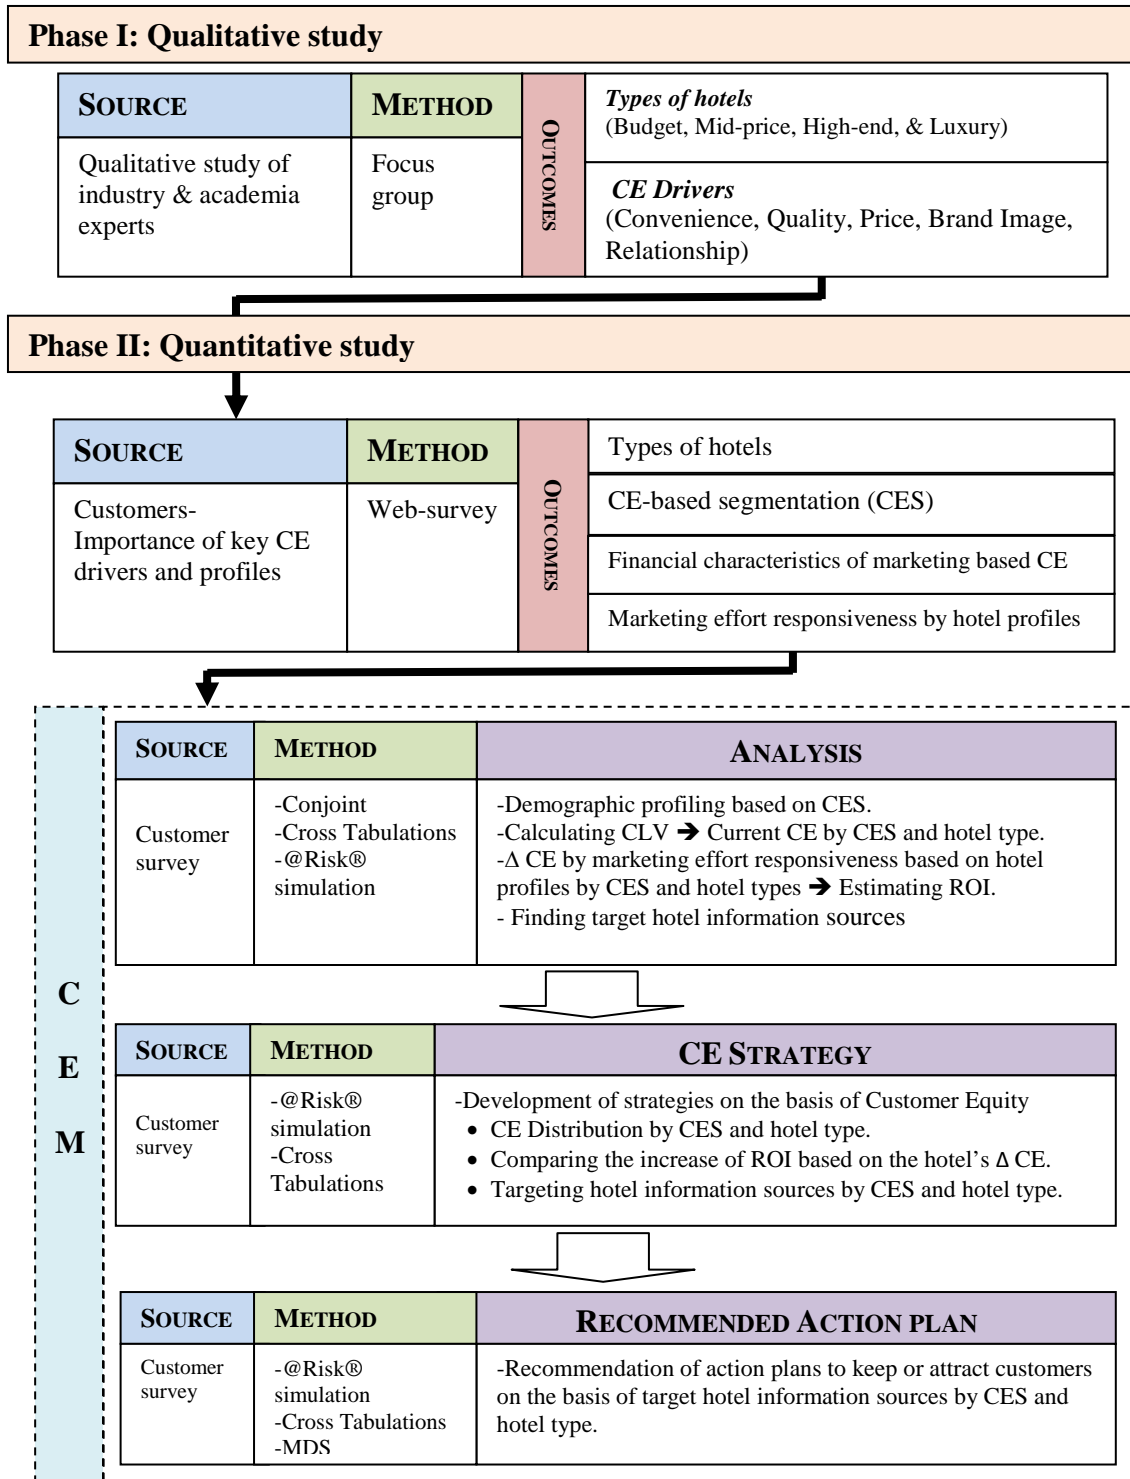 Phase I: Qualitative study
SOURCE
METHOD
OUTCOMES
Types of hotels
(Budget, Mid-price, High-end, & Luxury)
Qualitative study of
industry & academia
experts
Focus
group
CE Drivers
(Convenience, Quality, Price, Brand Image,
Relationship)
Phase II: Quantitative study
SOURCE
METHOD
OUTCOMES
Types of hotels
Customers-
Importance of key CE
drivers and profiles
Web-survey
CE-based segmentation (CES)
Financial characteristics of marketing based CE
Marketing effort responsiveness by hotel profiles
C
E
M
SOURCE
METHOD
ANALYSIS
Customer
survey
-Conjoint
-Cross Tabulations
-@Risk®
simulation
-Demographic profiling based on CES.
-Calculating CLV ➔ Current CE by CES and hotel type.
-Δ CE by marketing effort responsiveness based on hotel
profiles by CES and hotel types ➔ Estimating ROI.
- Finding target hotel information sources
SOURCE
METHOD
CE STRATEGY
Customer
survey
-@Risk®
simulation
-Cross
Tabulations
-Development of strategies on the basis of Customer Equity
• CE Distribution by CES and hotel type.
• Comparing the increase of ROI based on the hotel's Δ CE.
• Targeting hotel information sources by CES and hotel type.
SOURCE
METHOD
RECOMMENDED ACTION PLAN
Customer
survey
-@Risk®
simulation
-Cross Tabulations
-MDS
-Recommendation of action plans to keep or attract customers
on the basis of target hotel information sources by CES and
hotel type.